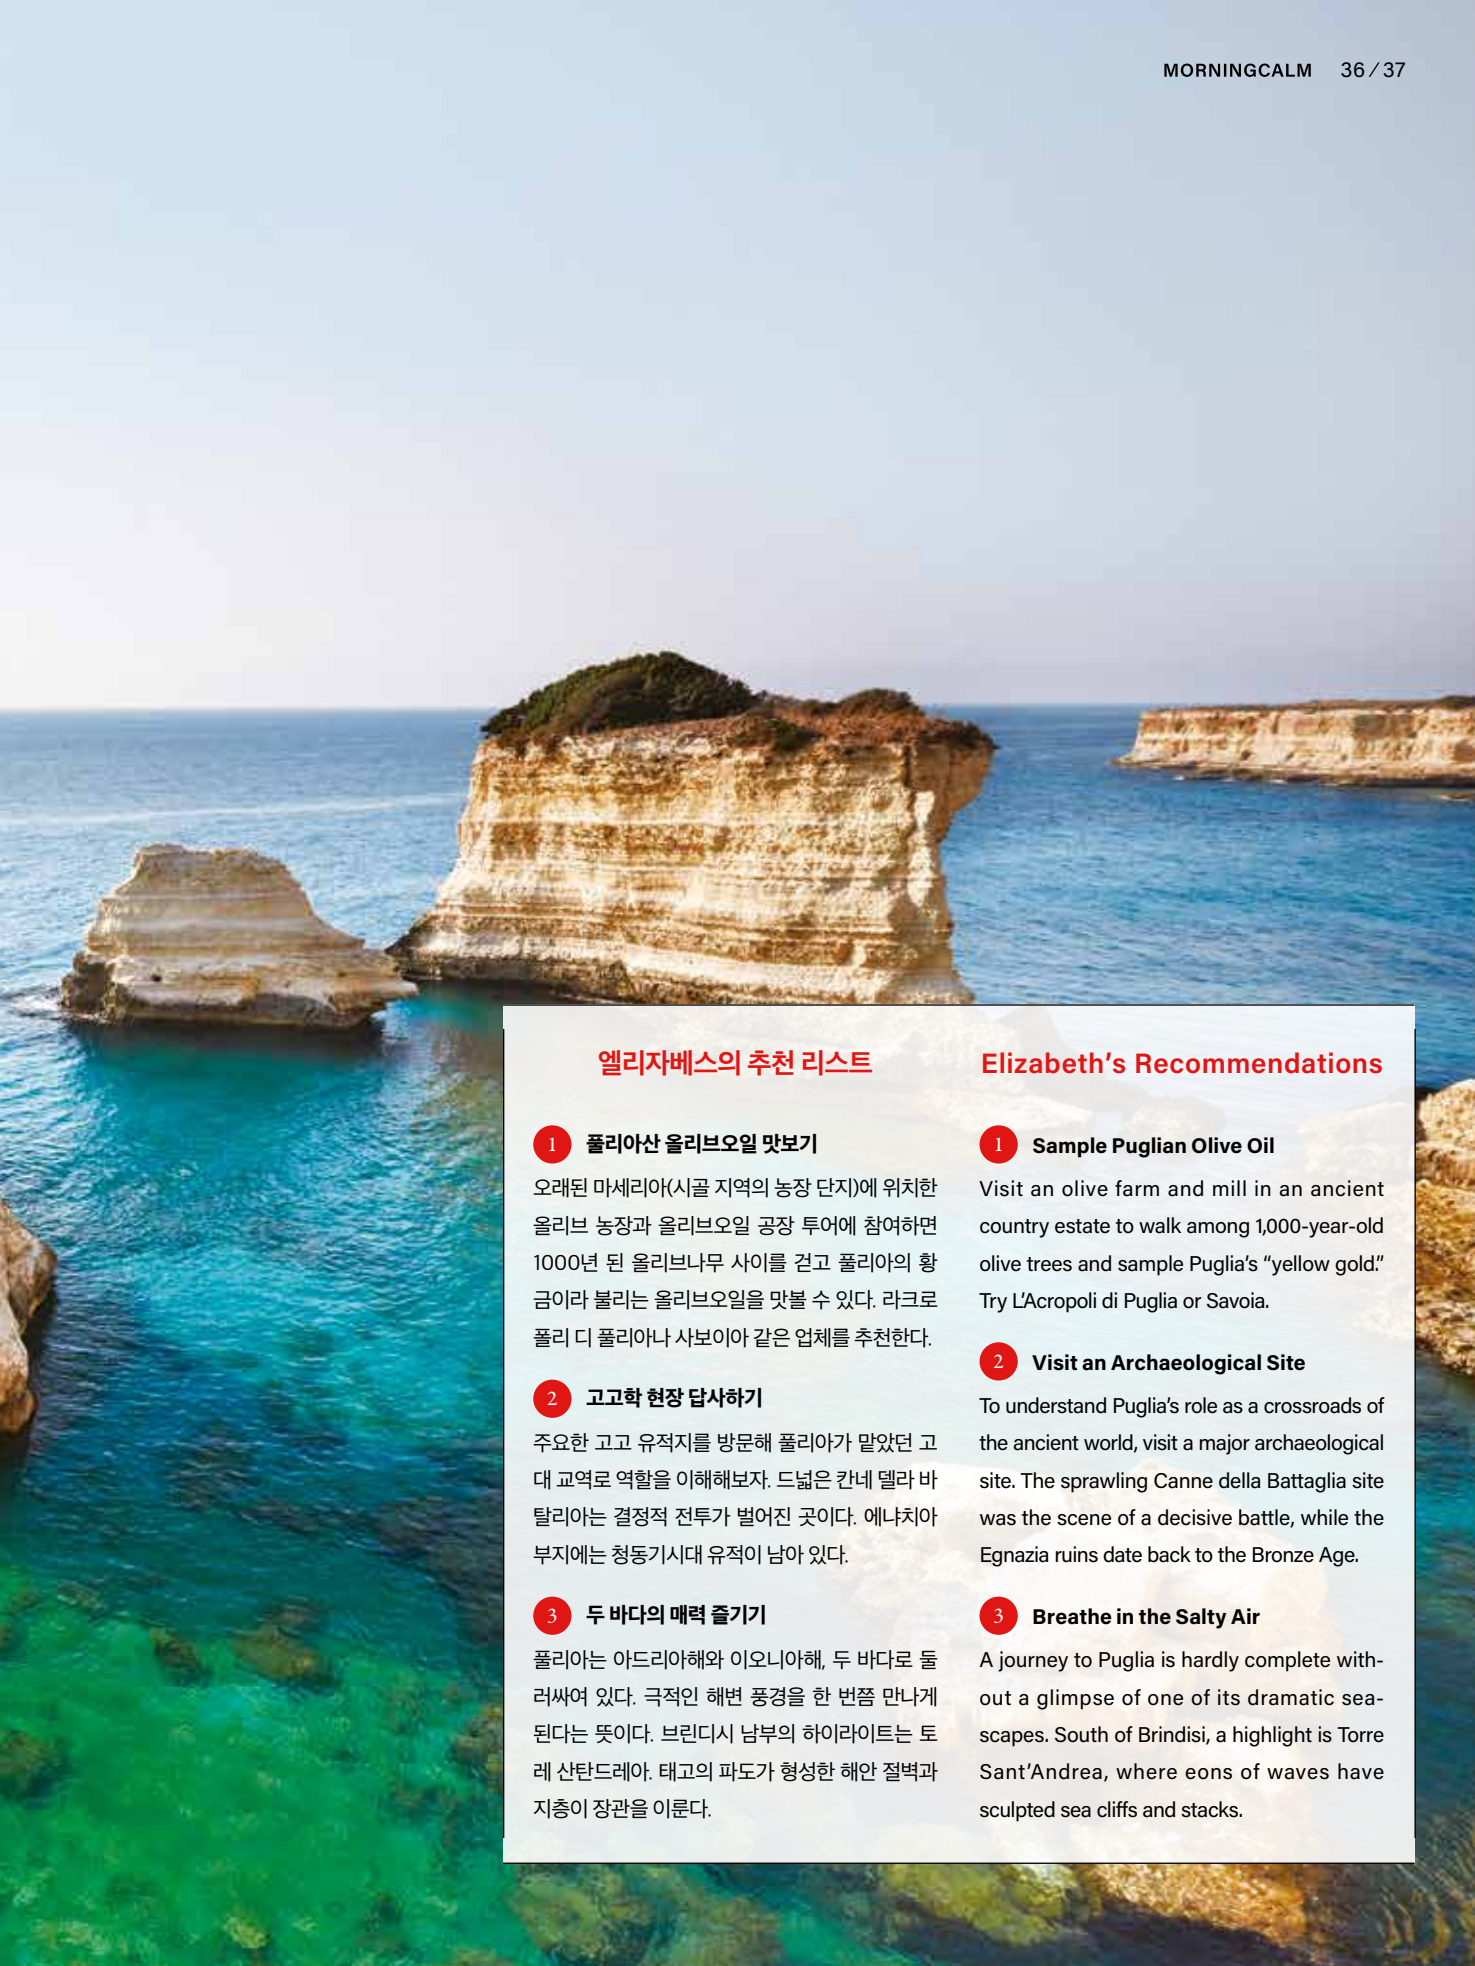 MORNINGCALM 36 / 37
엘리자베스의 추천 리스트
1 풀리아산 올리브오일 맛보기
오래된 마세리아(시골 지역의 농장 단지)에 위치한
올리브 농장과 올리브오일 공장 투어에 참여하면
1000년 된 올리브나무 사이를 걷고 풀리아의 황
금이라 불리는 올리브오일을 맛볼 수 있다. 라크로
폴리 디 풀리아나 사보이아 같은 업체를 추천한다.
2 고고학 현장 답사하기
주요한 고고 유적지를 방문해 풀리아가 맡았던 고
대 교역로 역할을 이해해보자. 드넓은 칸네 델라 바
탈리아는 결정적 전투가 벌어진 곳이다. 에냐치아
부지에는 청동기시대 유적이 남아 있다.
3 두 바다의 매력 즐기기
풀리아는 아드리아해와 이오니아해, 두 바다로 둘
러싸여 있다. 극적인 해변 풍경을 한 번쯤 만나게
된다는 뜻이다. 브린디시 남부의 하이라이트는 토
레 산탄드레아. 태고의 파도가 형성한 해안 절벽과
지층이 장관을 이룬다.
Elizabeth’s Recommendations
1 Sample Puglian Olive Oil
Visit an olive farm and mill in an ancient
country estate to walk among 1,000-year-old
olive trees and sample Puglia’s “yellow gold.”
Try L’Acropoli di Puglia or Savoia.
2 Visit an Archaeological Site
To understand Puglia’s role as a crossroads of
the ancient world, visit a major archaeological
site. The sprawling Canne della Battaglia site
was the scene of a decisive battle, while the
Egnazia ruins date back to the Bronze Age.
3 Breathe in the Salty Air
A journey to Puglia is hardly complete with-
out a glimpse of one of its dramatic sea-
scapes. South of Brindisi, a highlight is Torre
Sant’Andrea, where eons of waves have
sculpted sea cliffs and stacks.